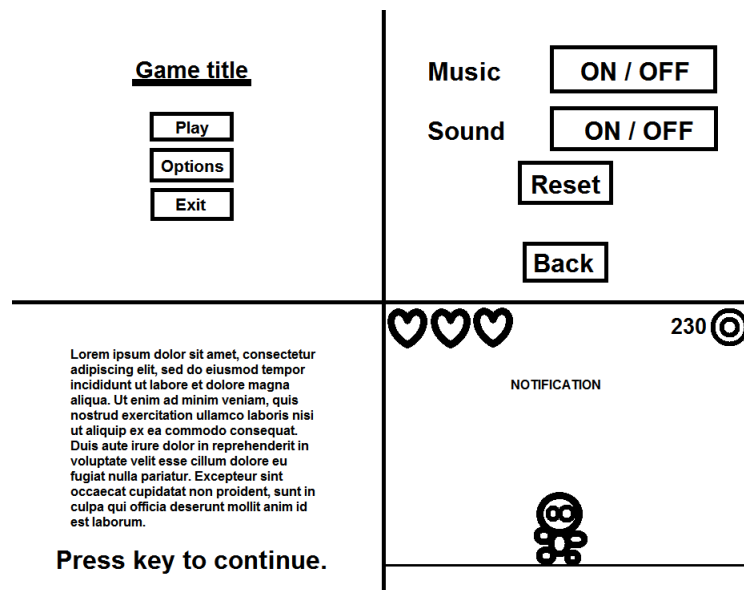 Game title
Play
Options
Exit
Music ON / OFF
Sound ON / OFF
Reset
Back
Lorem ipsum dolor sit amet, consectetur
adipiscing elit, sed do eiusmod tempor
incididunt ut labore et dolore magna
aliqua. Ut enim ad minim veniam, quis
nostrud exercitation ullamco laboris nisi
ut aliquip ex ea commodo consequat.
Duis aute irure dolor in reprehenderit in
voluptate velit esse cillum dolore eu
fugiat nulla pariatur. Excepteur sint
occaecat cupidatat non proident, sunt in
culpa qui officia deserunt mollit anim id
est laborum.
Press key to continue.
230
NOTIFICATION